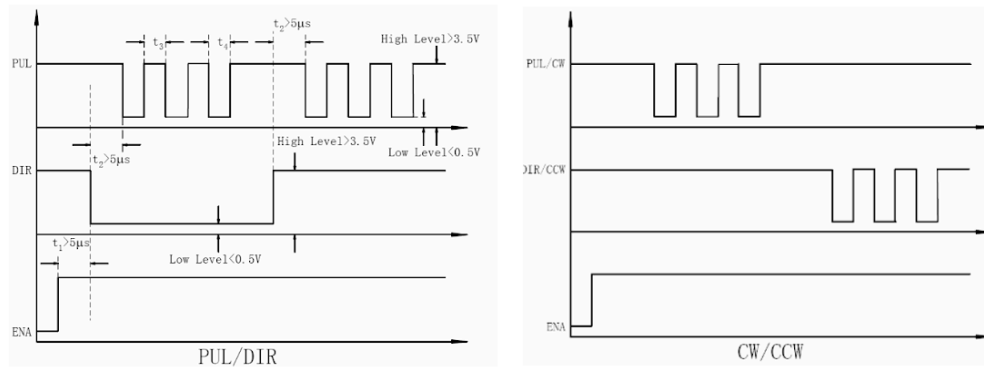 t2>5μs
t3
t4
High Level>3.5V
PUL
t2>5μs
High Level>3.5V
Low Level<0.5V
DIR
t1>5μs
Low Level<0.5V
ENA
PUL/DIR
PUL/CW
DIR/CCW
ENA
CW/CCW